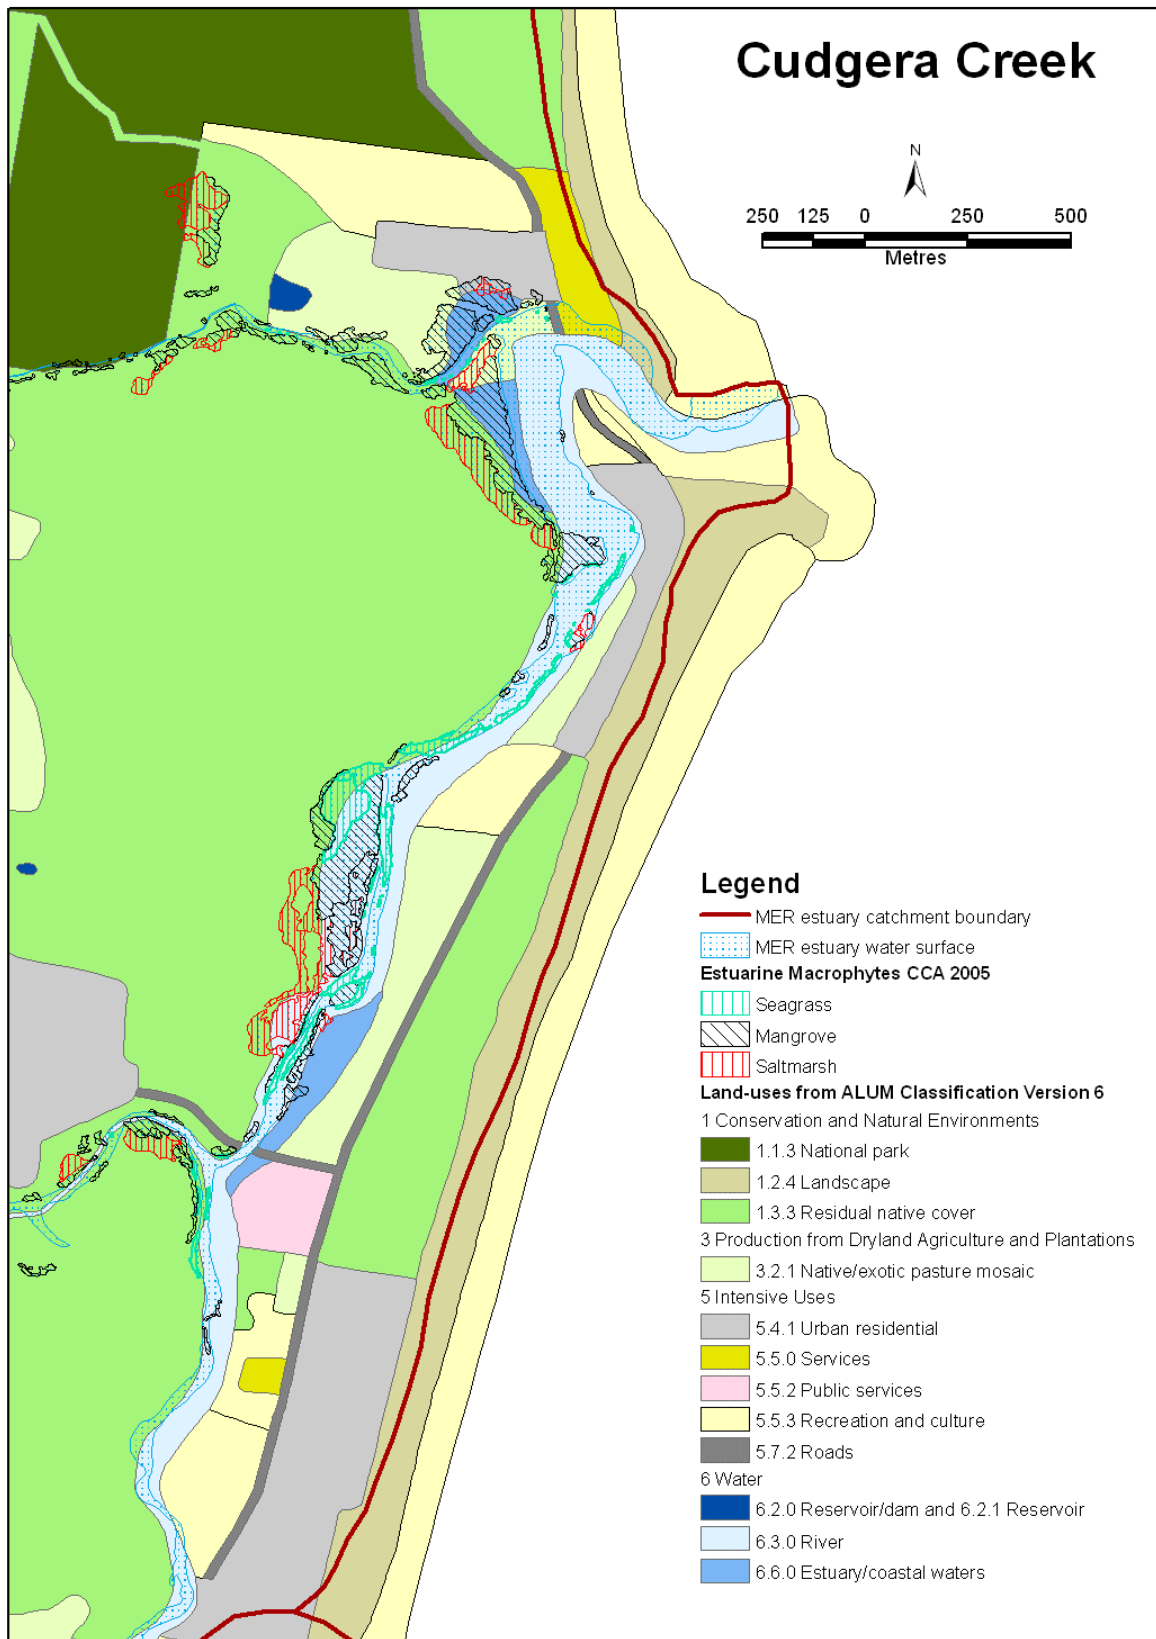 Cudgera Creek
N
250 125 0 250 500
Metres
Legend
MER estuary catchment boundary
MER estuary water surface
Estuarine Macrophytes CCA 2005
Seagrass
Mangrove
Saltmarsh
Land-uses from ALUM Classification Version 6
1 Conservation and Natural Environments
1.1.3 National park
1.2.4 Landscape
1.3.3 Residual native cover
3 Production from Dryland Agriculture and Plantations
3.2.1 Native/exotic pasture mosaic
5 Intensive Uses
5.4.1 Urban residential
5.5.0 Services
5.5.2 Public services
5.5.3 Recreation and culture
5.7.2 Roads
6 Water
6.2.0 Reservoir/dam and 6.2.1 Reservoir
6.3.0 River
6.6.0 Estuary/coastal waters